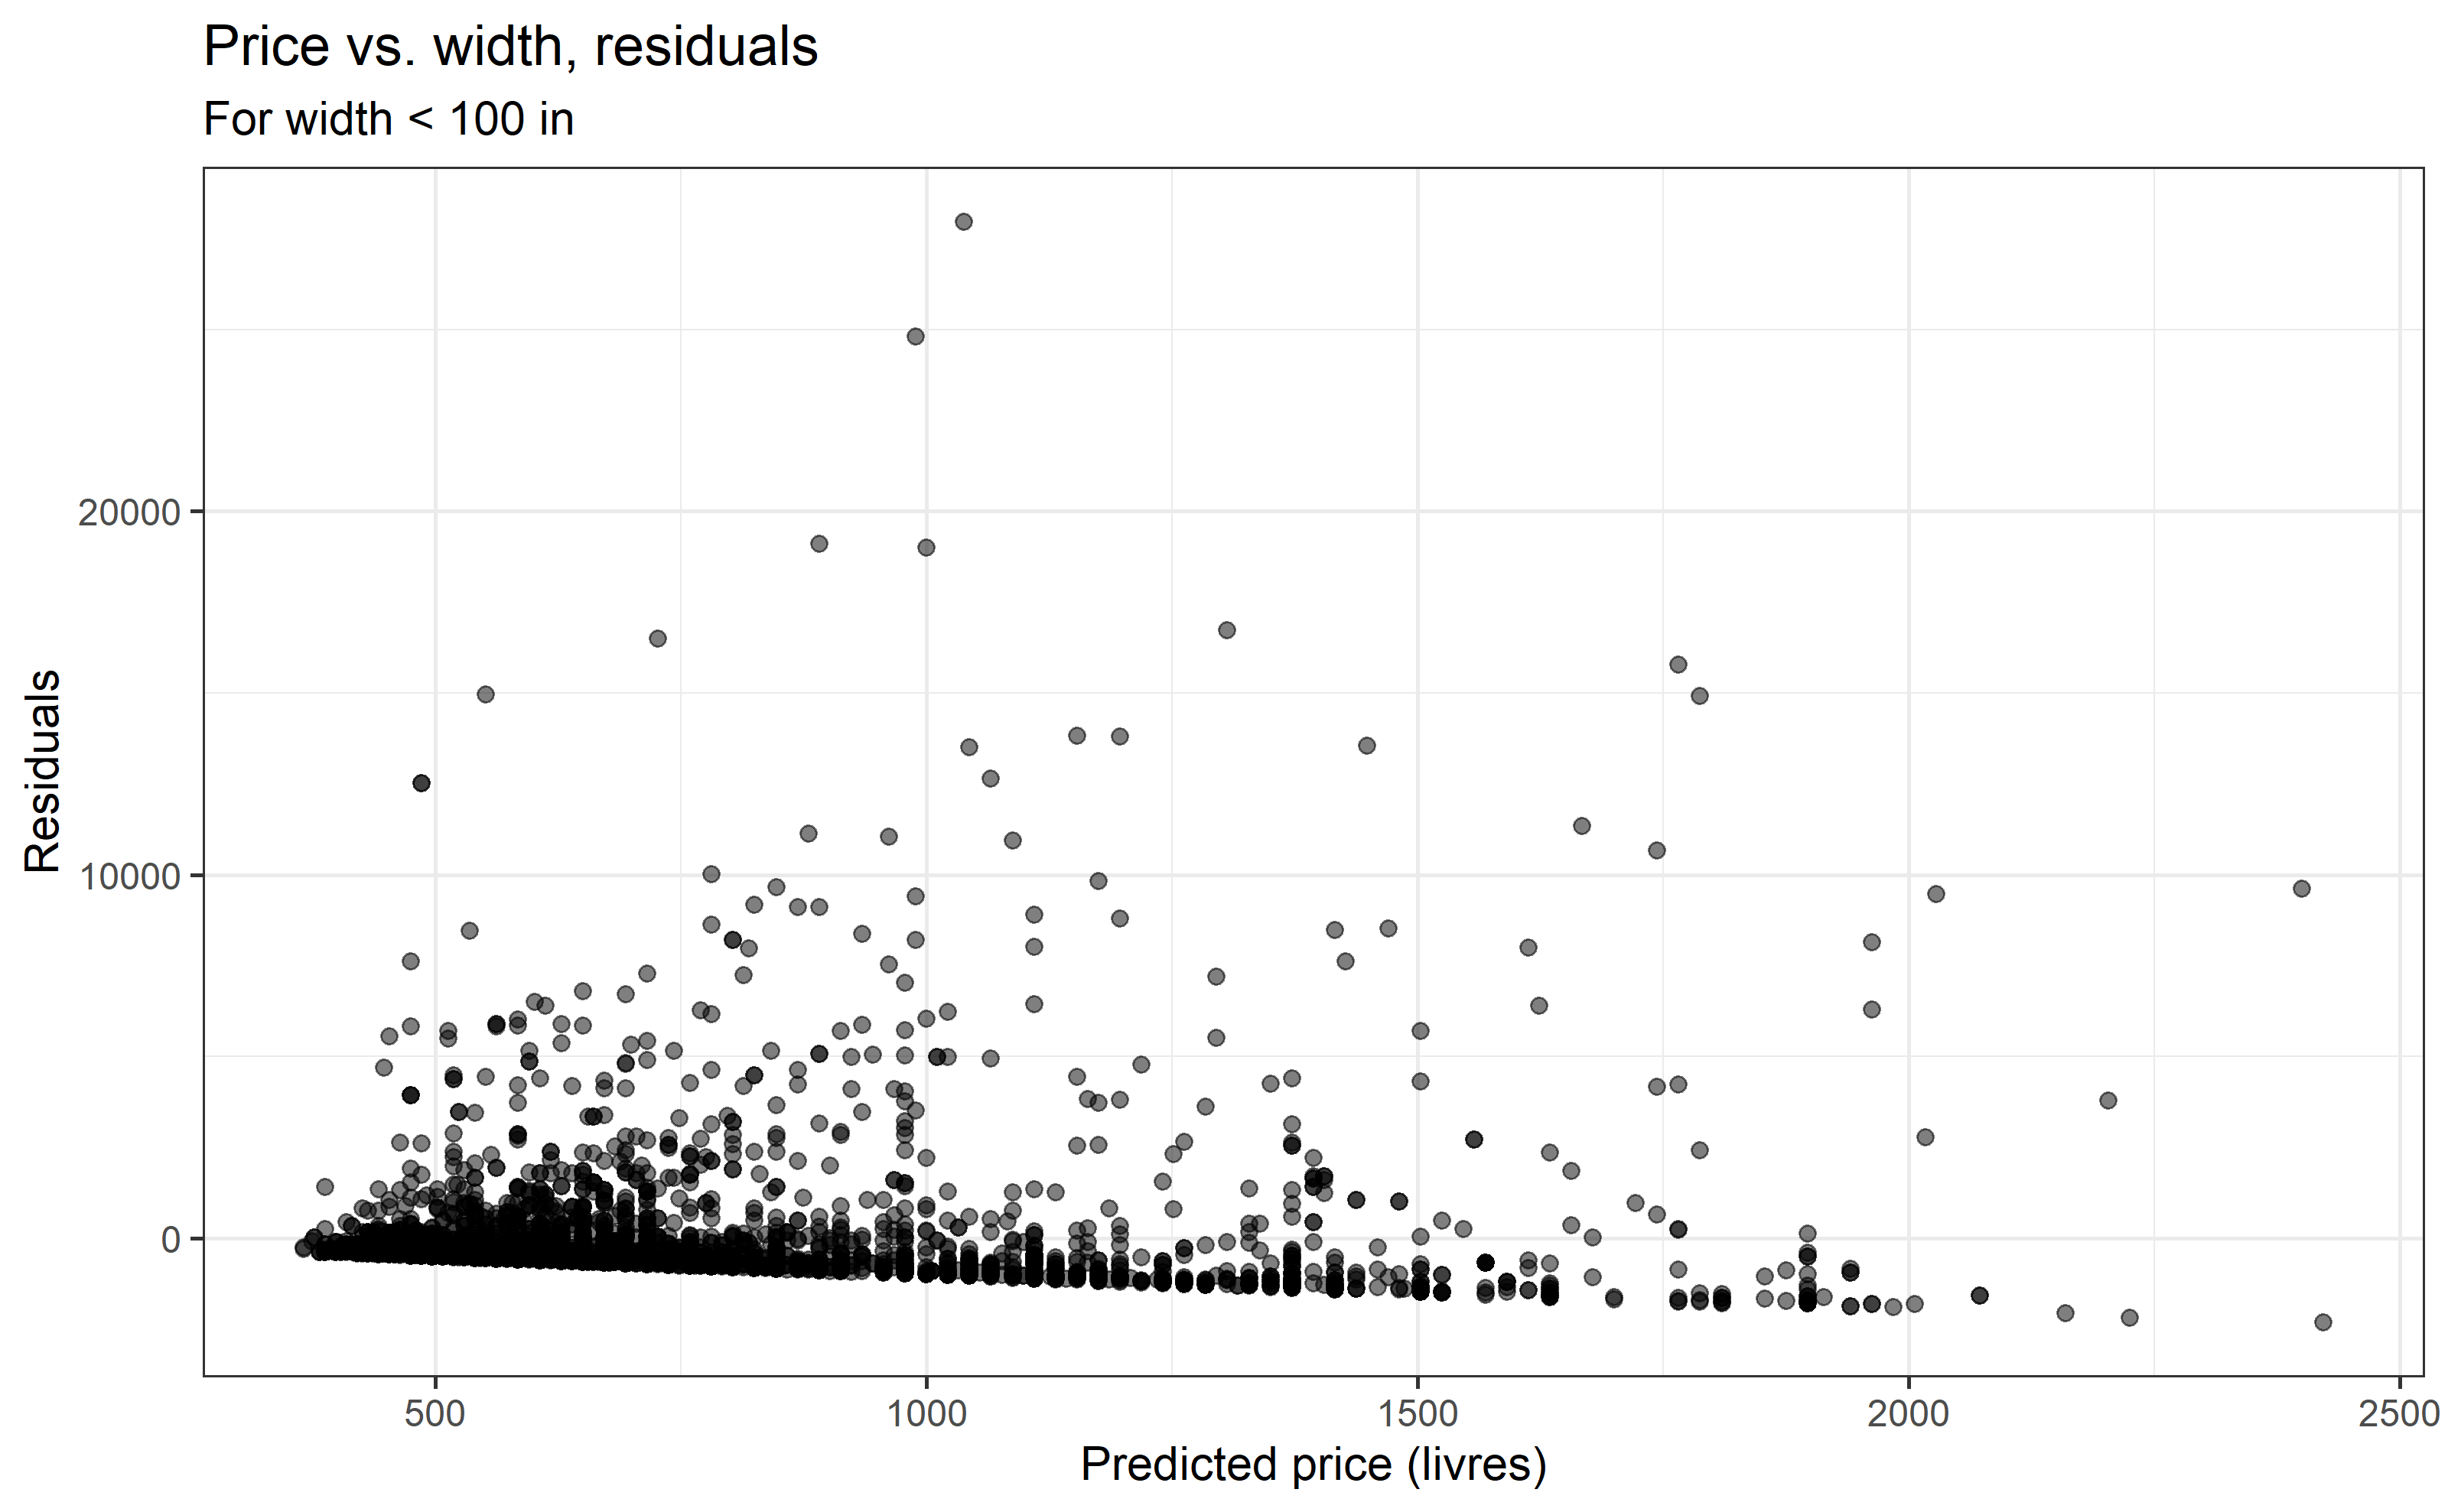 Price vs. width, residuals
For width < 100 in
Residuals
20000
10000
0
500
1000
1500
2000
2500
Predicted price (livres)